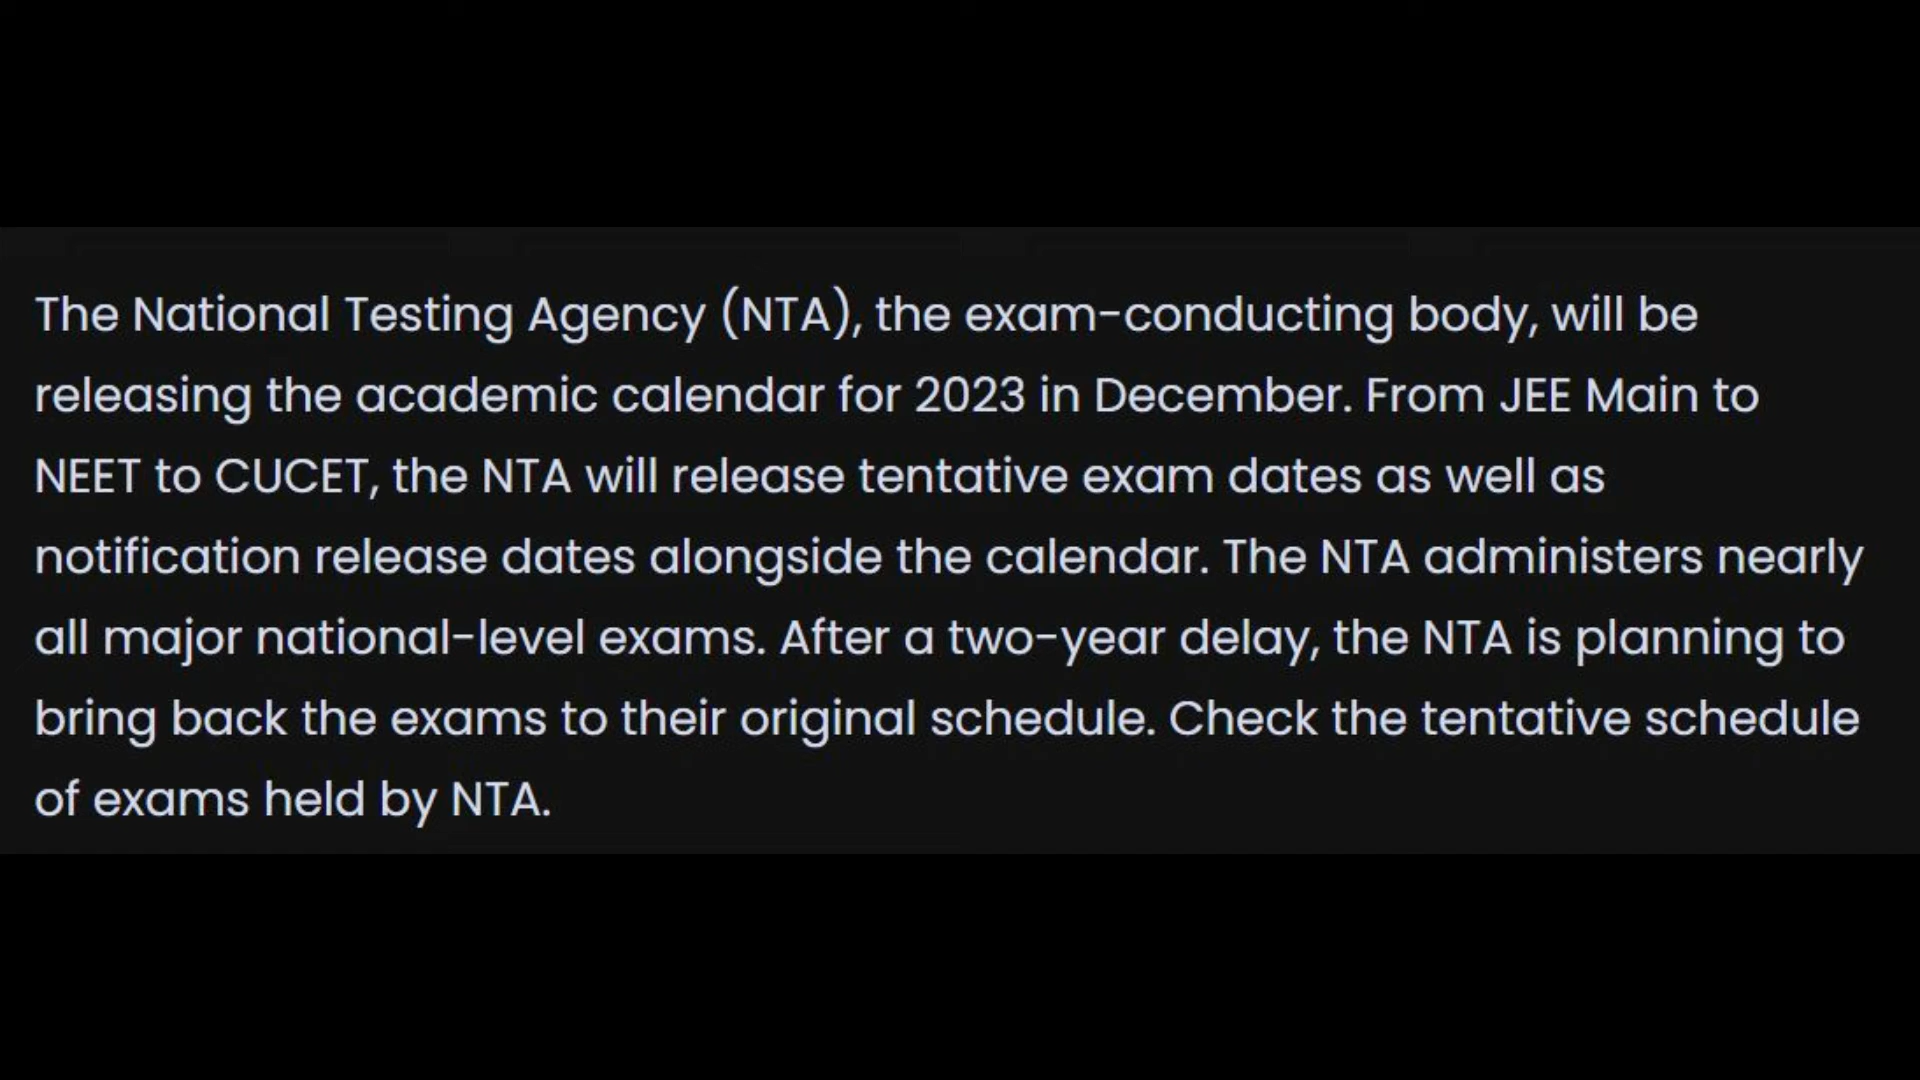 The National Testing Agency (NTA), the exam-conducting body, will be
releasing the academic calendar for 2023 in December. From JEE Main to
NEET to CUCET, the NTA will release tentative exam dates as well as
notification release dates alongside the calendar. The NTA administers nearly
all major national-level exams. After a two-year delay, the NTA is planning to
bring back the exams to their original schedule. Check the tentative schedule
of exams held by NTA.